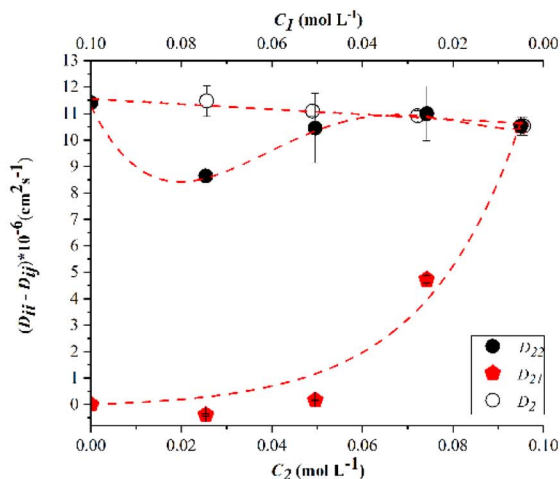 C1(mol L-1)
0.10 0.08 0.06 0.04 0.02 0.00
13
12
11
10
9
8
7
6
5
4
3
2
1
1
0
(Dii - Dij)*10-6(cm2s-1)
D22
D21
D2
0.00 0.02 0.04 0.06 0.08 0.10
C2 (mol L-1)